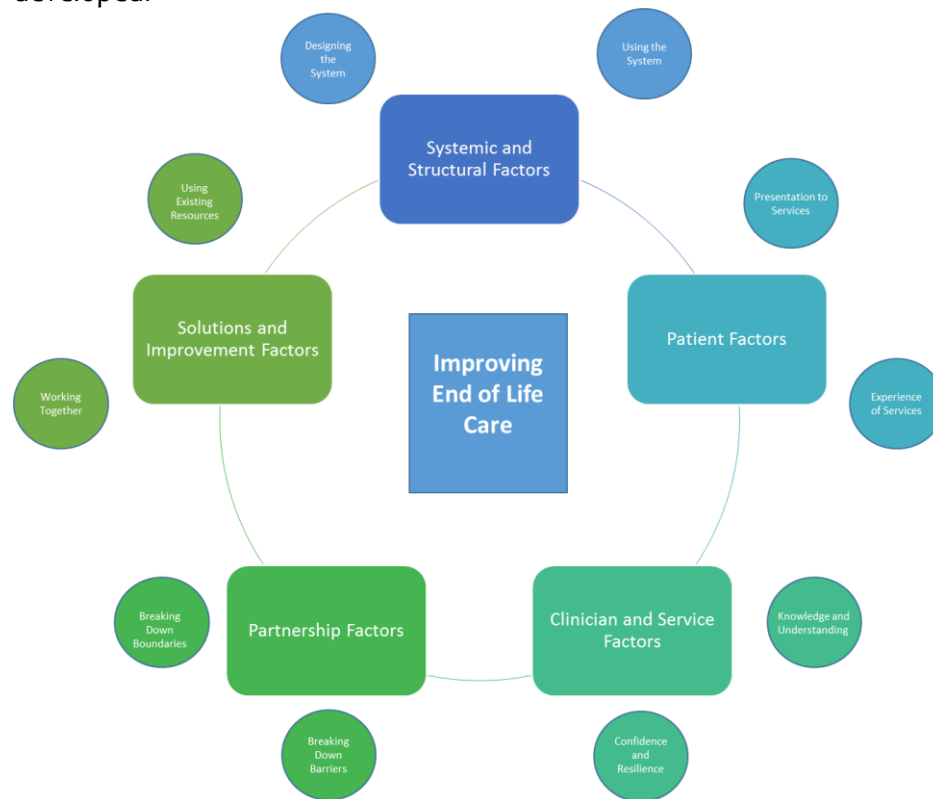 developed.
Designing
the
System
Using the
System
Systemic and
Structural Factors
Using
Existing
Resources
Presentation to
Services
Solutions and
Improvement Factors
Patient Factors
Improving
End of Life
Care
Working
Together
Experience
of Services
Breaking
Down
Boundaries
Partnership Factors
Clinician and Service
Factors
Knowledge and
Understanding
Breaking
Down
Barriers
Confidence
and
Resilience